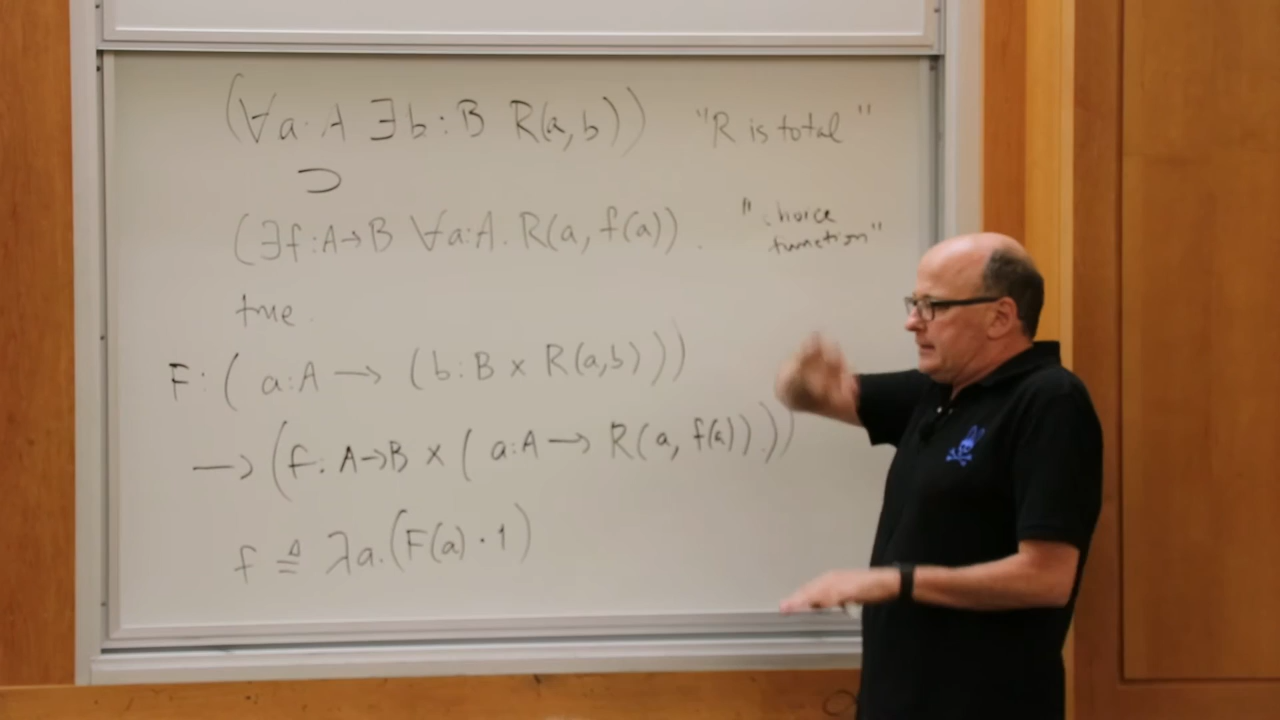 (∀a:A ∃b:B R(a,b)) "R is total"
⊃
(∃f:A→B ∀a:A. R(a, f(a)) . "choice
function"
true.
F: ( a:A → (b:B × R(a,b)))
→ (f: A→B × ( a:A → R(a, f(a)) ))
f ≜ λa.(F(a)·1)